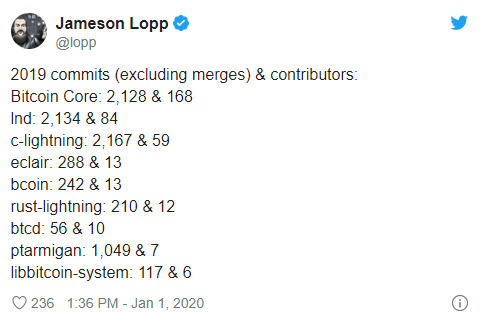 Jameson Lopp
@lopp
2019 commits (excluding merges) & contributors:
Bitcoin Core: 2,128 & 168
lnd: 2,134 & 84
c-lightning: 2,167 & 59
eclair: 288 & 13
bcoin: 242 & 13
rust-lightning: 210 & 12
btcd: 56 & 10
ptarmigan: 1,049 & 7
libbitcoin-system: 117 & 6
236 1:36 PM - Jan 1, 2020